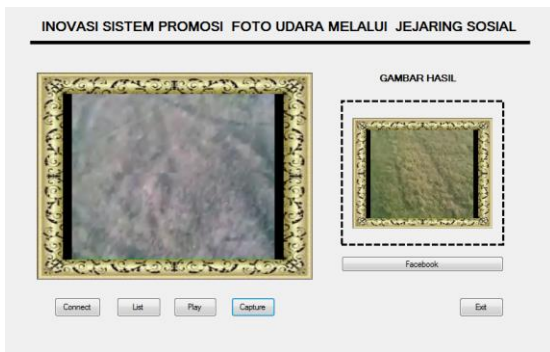 INOVASI SISTEM PROMOSI FOTO UDARA MELALUI JEJARING SOSIAL
GAMBAR HASIL
Facebook
Connect List Play Capture Exit